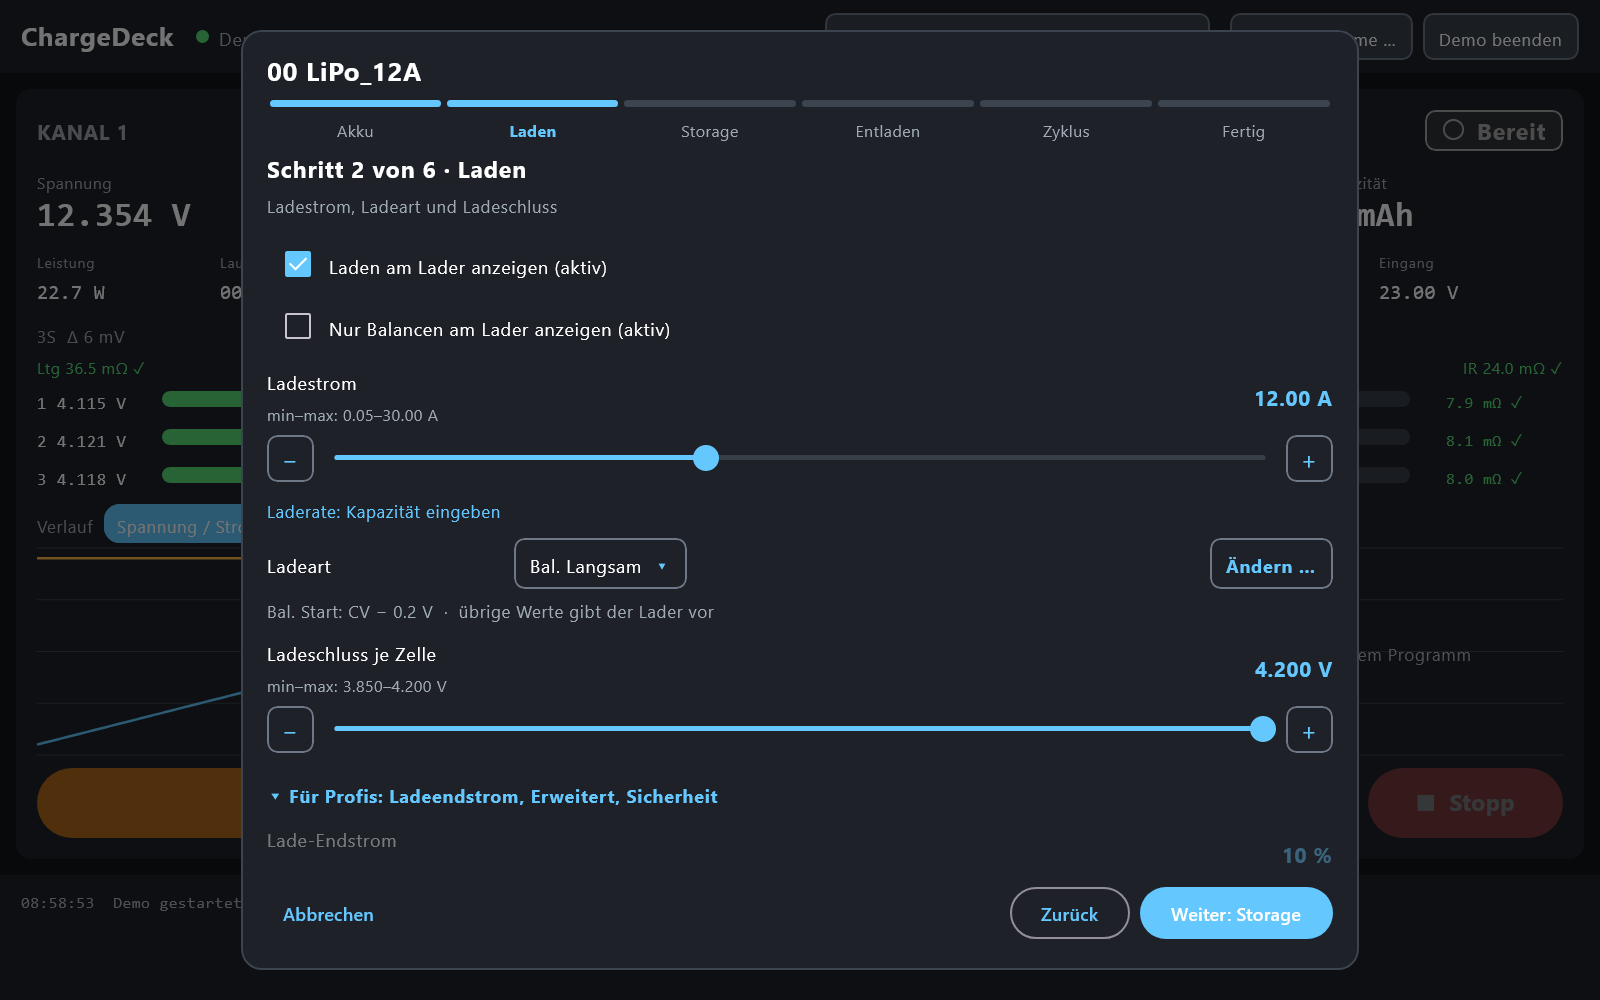 ChargeDeck
me ...
Demo beenden
00 LiPo_12A
Akku
Laden
Storage
Entladen
Zyklus
Fertig
KANAL 1
Bereit
Schritt 2 von 6 · Laden
Ladestrom, Ladeart und Ladeschluss
Spannung
12.354 V
mAh
Leistung
22.7 W
00
Eingang
23.00 V
Laden am Lader anzeigen (aktiv)
Nur Balancen am Lader anzeigen (aktiv)
3S Δ 6 mV
Ltg 36.5 mΩ ✓
IR 24.0 mΩ ✓
1 4.115 V
7.9 mΩ ✓
2 4.121 V
8.1 mΩ ✓
3 4.118 V
8.0 mΩ ✓
Ladestrom
min–max: 0.05–30.00 A
12.00 A
−
+
Laderate: Kapazität eingeben
Verlauf
Spannung / Stro
Ladeart
Bal. Langsam ▾
Ändern ...
Bal. Start: CV − 0.2 V · übrige Werte gibt der Lader vor
Ladeschluss je Zelle
min–max: 3.850–4.200 V
4.200 V
em Programm
−
+
▾ Für Profis: Ladeendstrom, Erweitert, Sicherheit
Lade-Endstrom
10 %
Stopp
Abbrechen
Zurück
Weiter: Storage
08:58:53 Demo gestartet